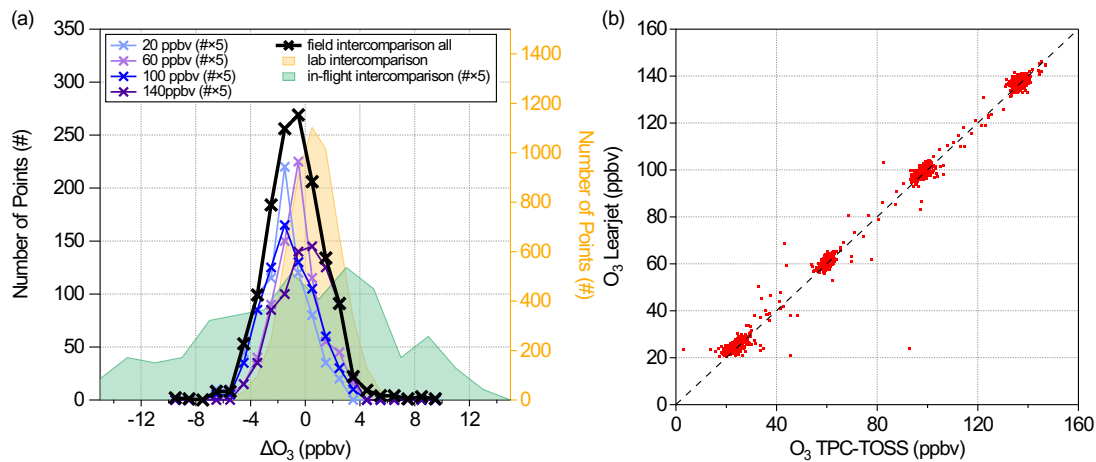 (a)
350
300
250
200
150
100
50
0
Number of Points (#)
20 ppbv (#×5)
60 ppbv (#×5)
100 ppbv (#×5)
140ppbv (#×5)
field intercomparison all
lab intercomparison
in-flight intercomparison (#×5)
1400
1200
1000
800
600
400
200
0
Number of Points (#)
-12
-8
-4
0
4
8
12
ΔO₃ (ppbv)
(b)
160
140
120
100
80
60
40
20
0
O₃ Learjet (ppbv)
0
40
80
120
160
O₃ TPC-TOSS (ppbv)